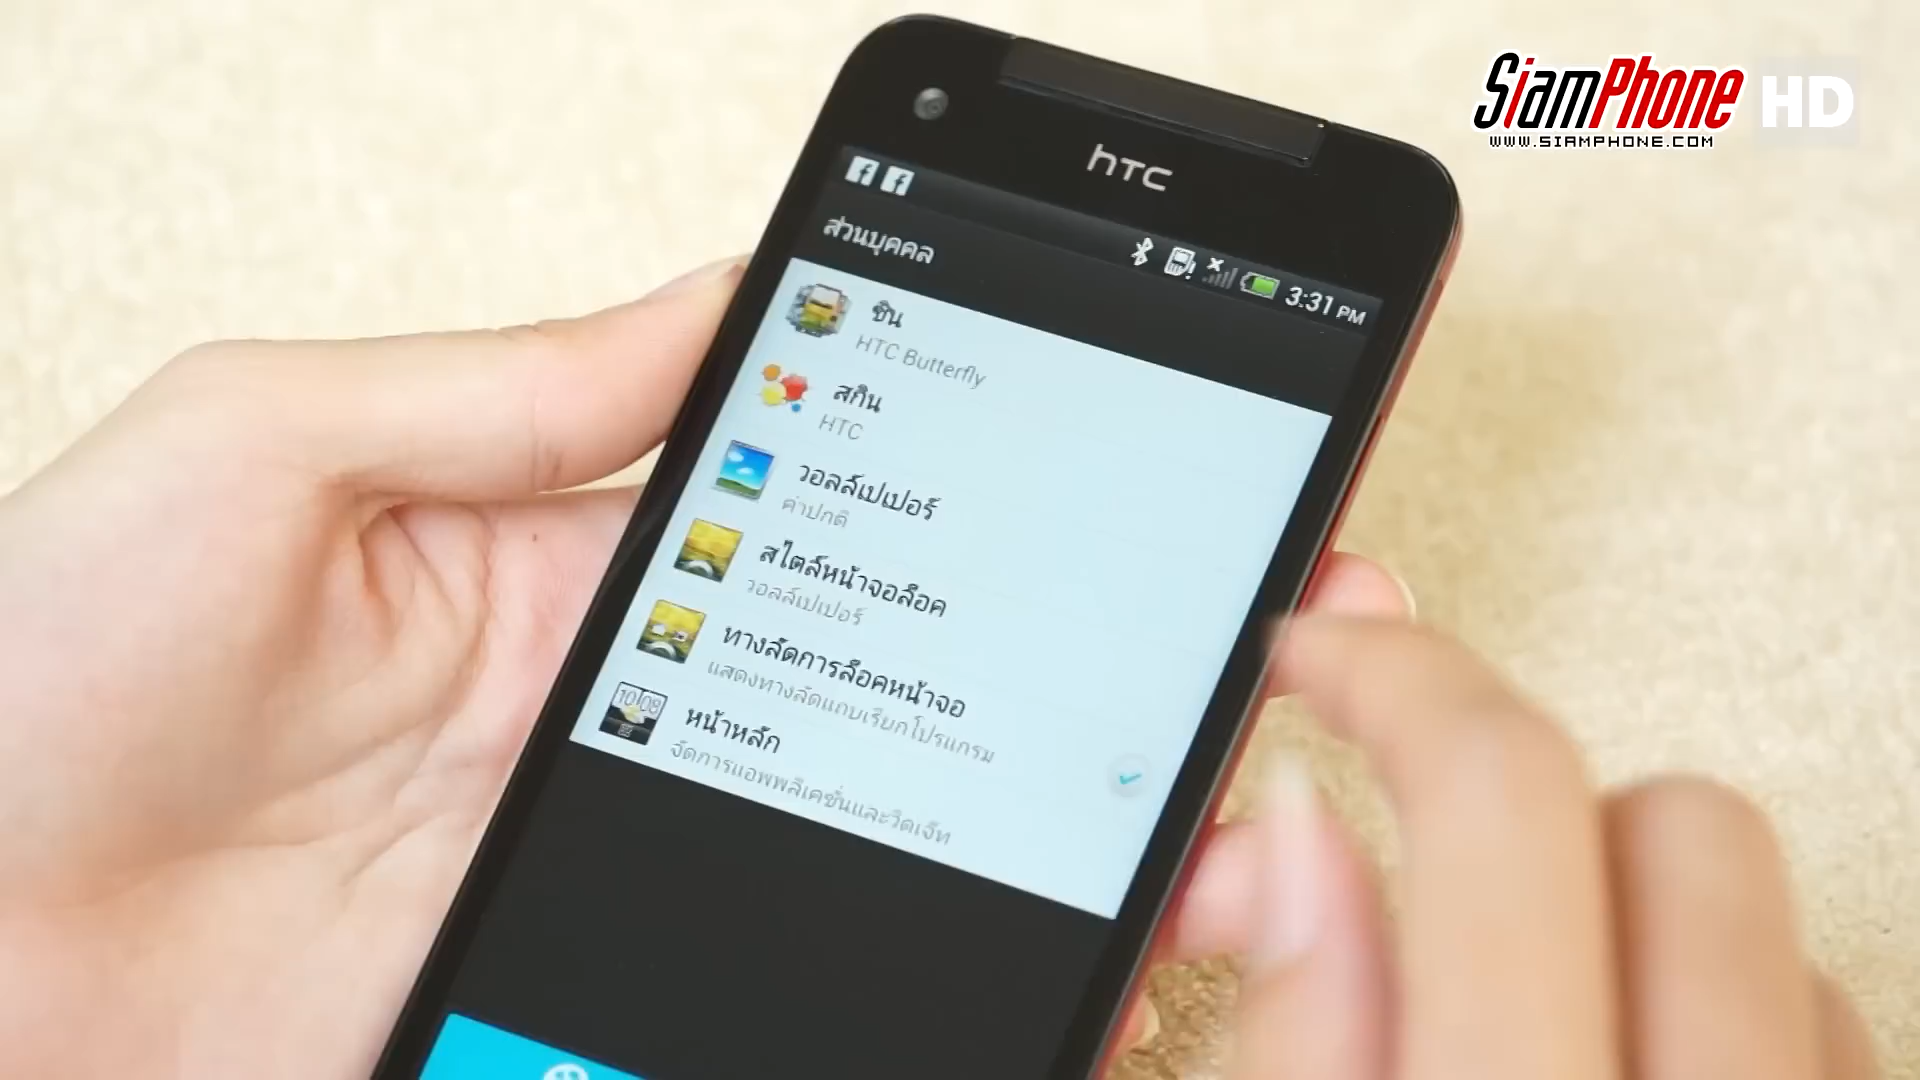 SiamPhone HD
WWW.SIAMPHONE.COM
hTC
3:31 PM
ส่วนบุคคล
ซีน
HTC Butterfly
สกิน
HTC
วอลล์เปเปอร์
ค่าปกติ
สไตล์หน้าจอล็อค
วอลล์เปเปอร์
ทางลัดการล็อคหน้าจอ
แสดงทางลัดแถบเรียกโปรแกรม
หน้าหลัก
จัดการแอพพลิเคชั่นและวิดเจ็ท
10 08